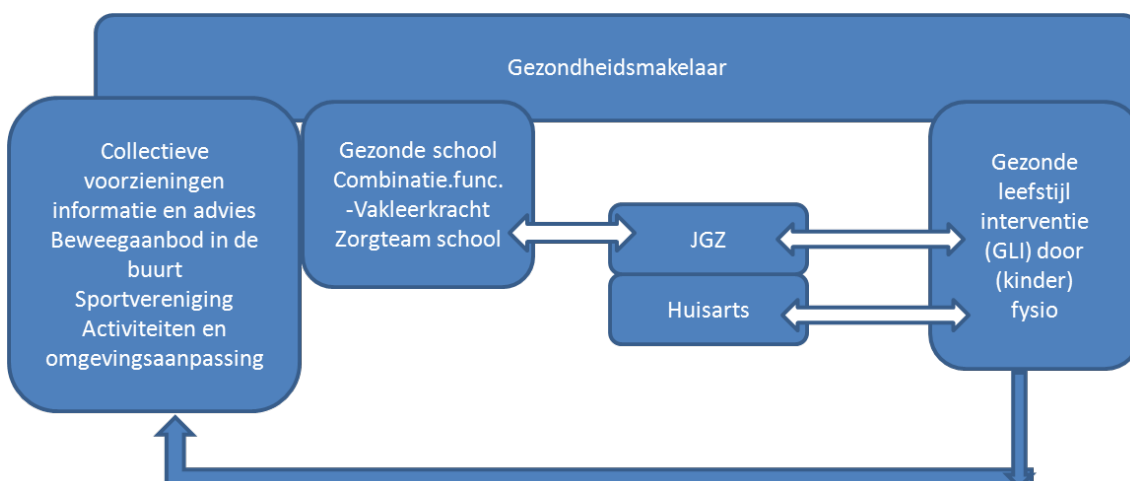 Gezondheidsmakelaar
Collectieve
voorzieningen
informatie en advies
Beweegaanbod in de
buurt
Sportvereniging
Activiteiten en
omgevingsaanpassing
Gezonde school
Combinatie.func.
-Vakleerkracht
Zorgteam school
JGZ
Huisarts
Gezonde
leefstijl
interventie
(GLI) door
(kinder)
fysio